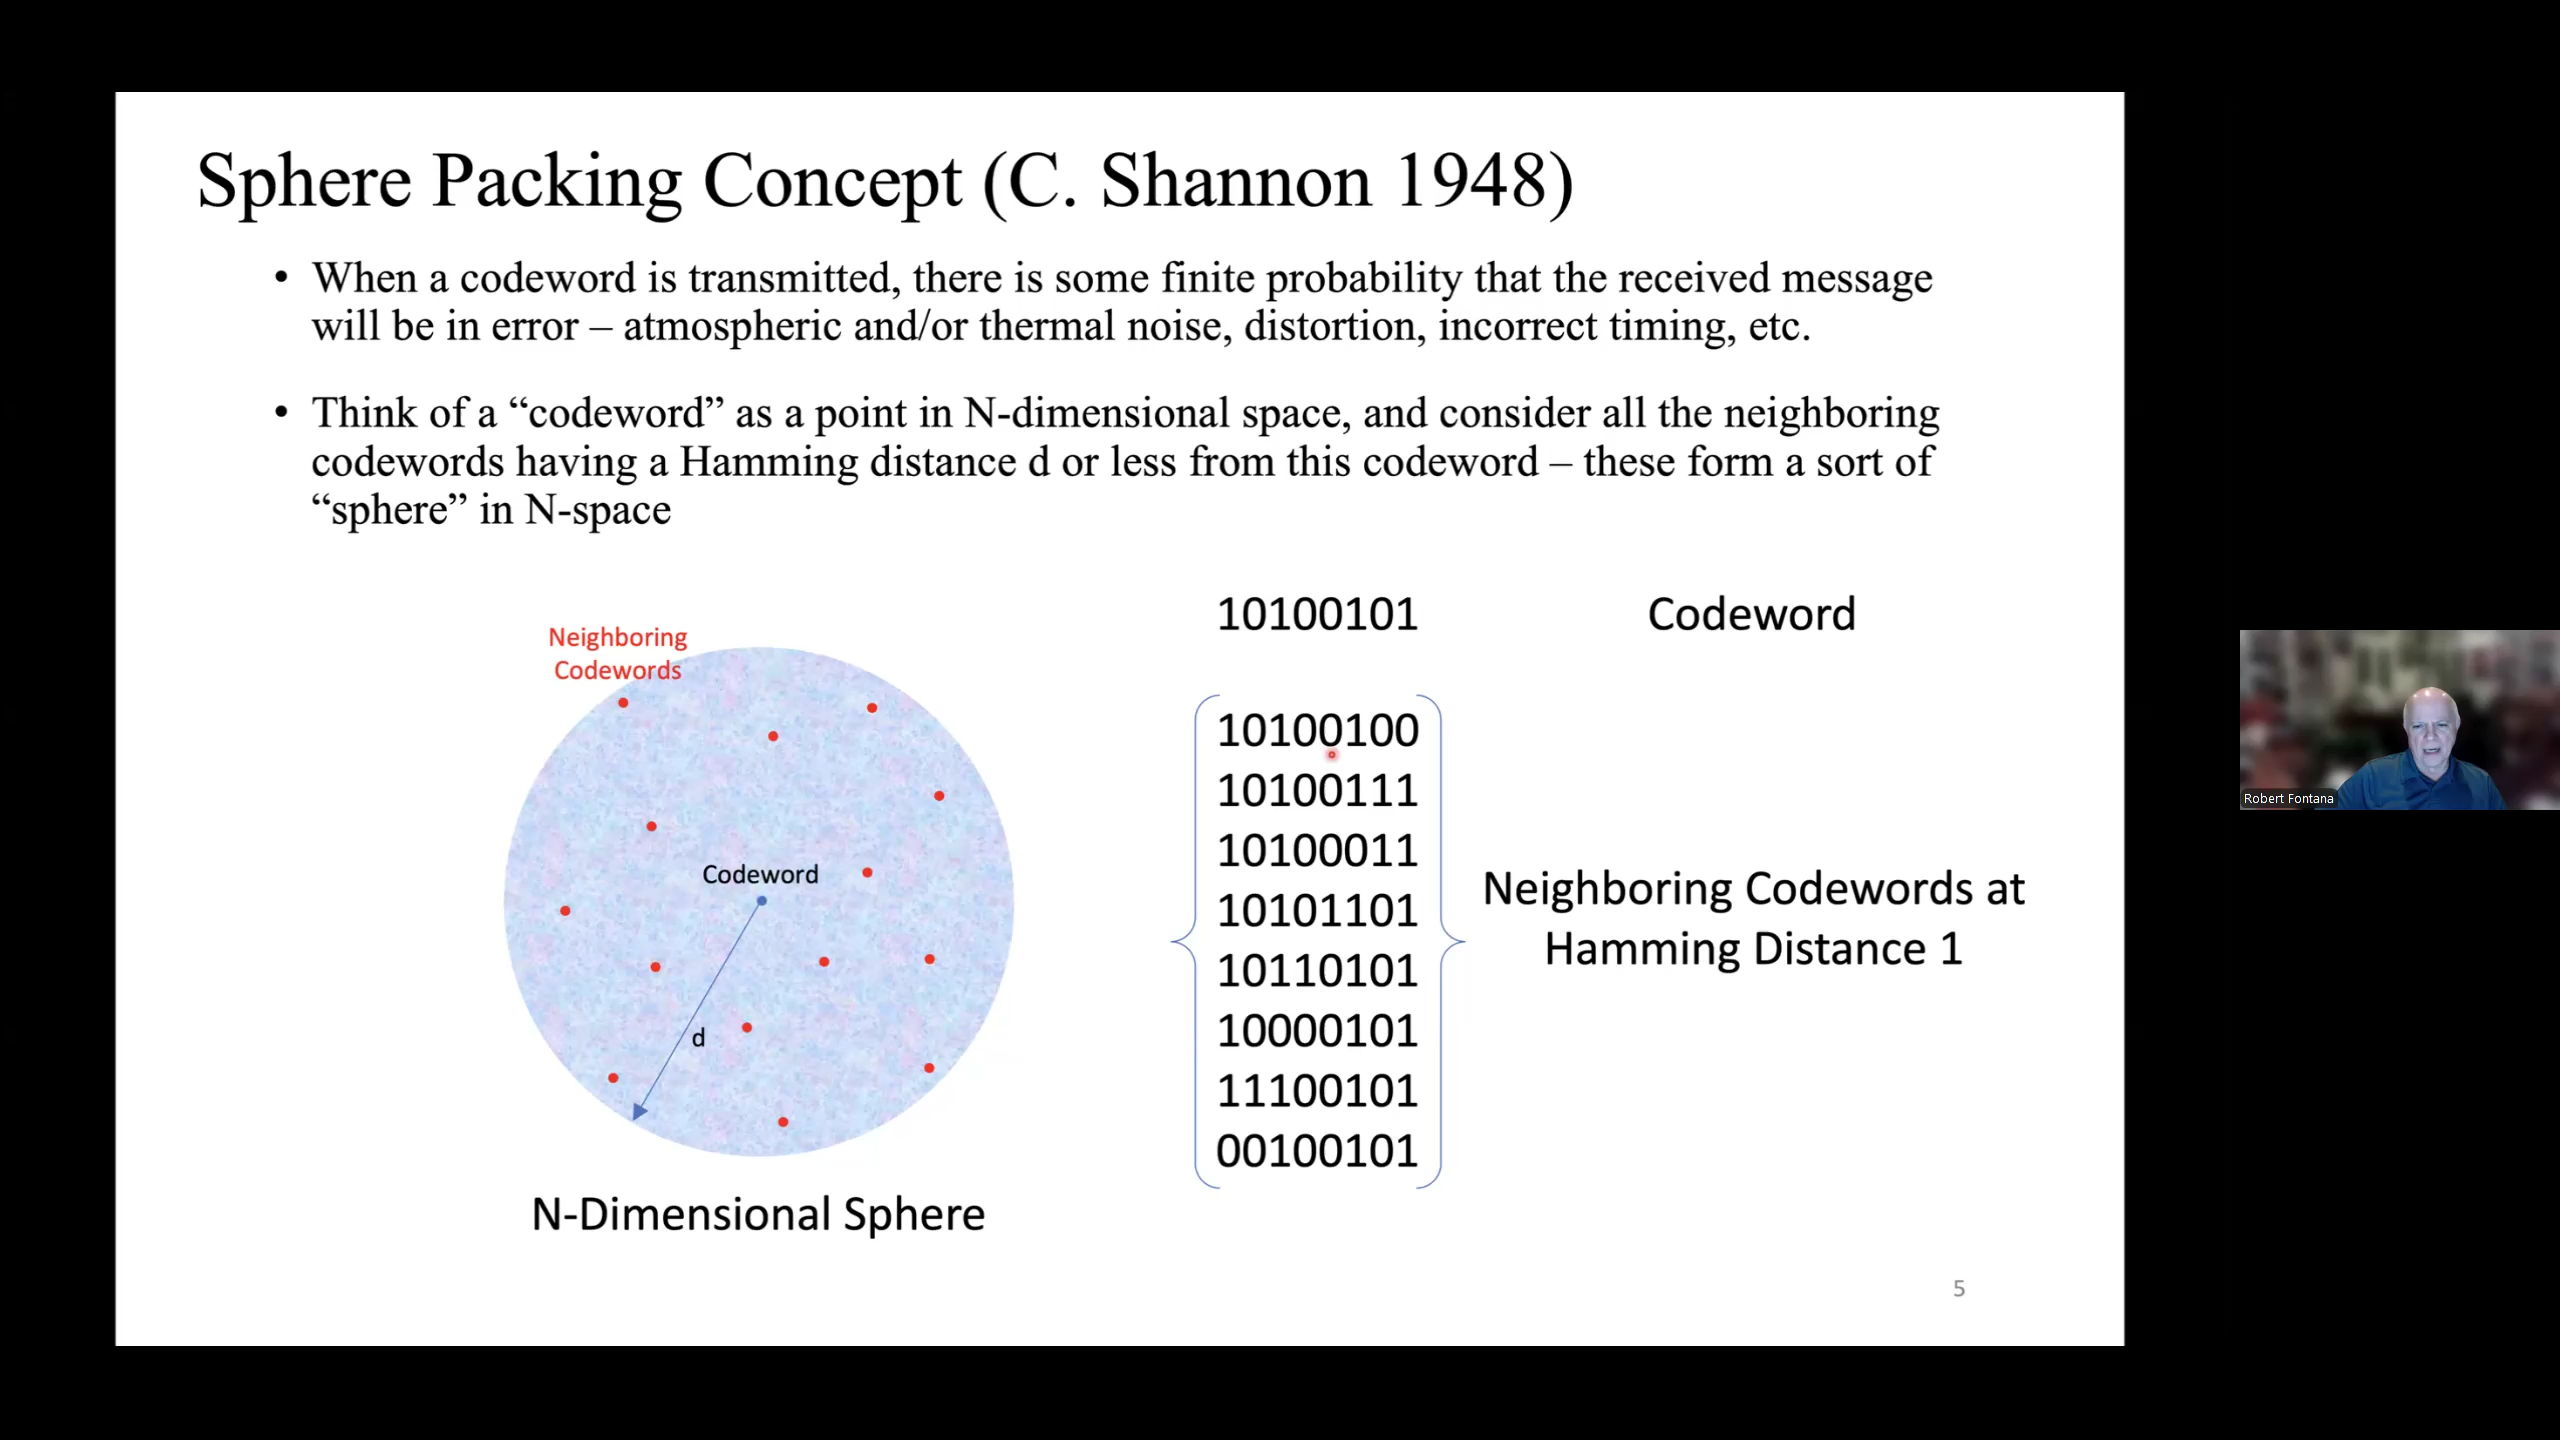 Sphere Packing Concept (C. Shannon 1948)
• When a codeword is transmitted, there is some finite probability that the received message
will be in error – atmospheric and/or thermal noise, distortion, incorrect timing, etc.
• Think of a “codeword” as a point in N-dimensional space, and consider all the neighboring
codewords having a Hamming distance d or less from this codeword – these form a sort of
“sphere” in N-space
Neighboring
Codewords
Codeword
d
N-Dimensional Sphere
10100101
Codeword
10100100
10100111
10100011
10101101
10110101
10000101
11100101
00100101
Neighboring Codewords at
Hamming Distance 1
5
Robert Fontana